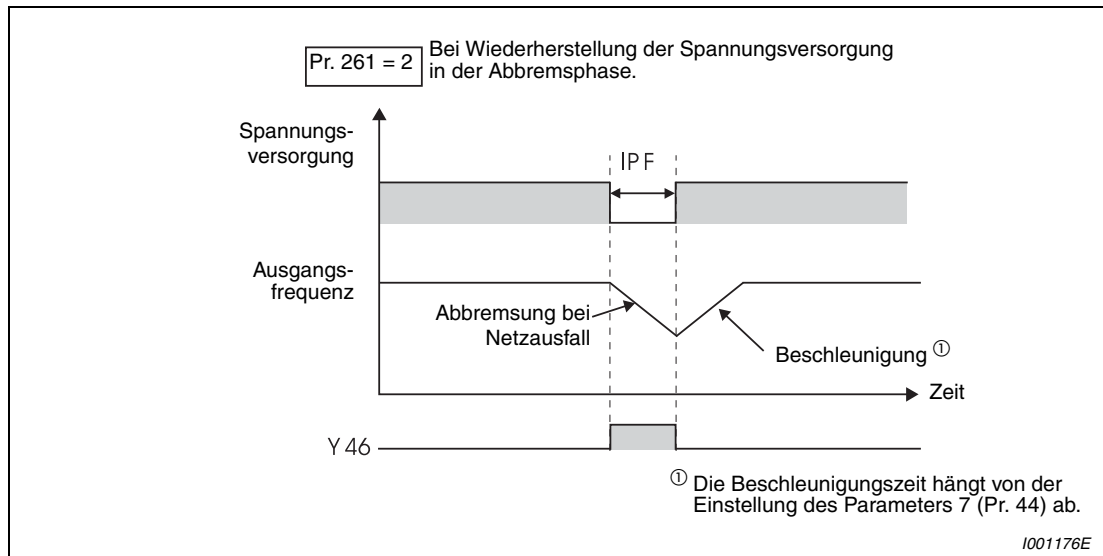 Pr. 261 = 2
Bei Wiederherstellung der Spannungsversorgung
in der Abbremsphase.
Spannungs-
versorgung
IPF
Ausgangs-
frequenz
Abbremsung bei
Netzausfall
Beschleunigung ①
Zeit
Y46
① Die Beschleunigungszeit hängt von der
Einstellung des Parameters 7 (Pr. 44) ab.
I001176E